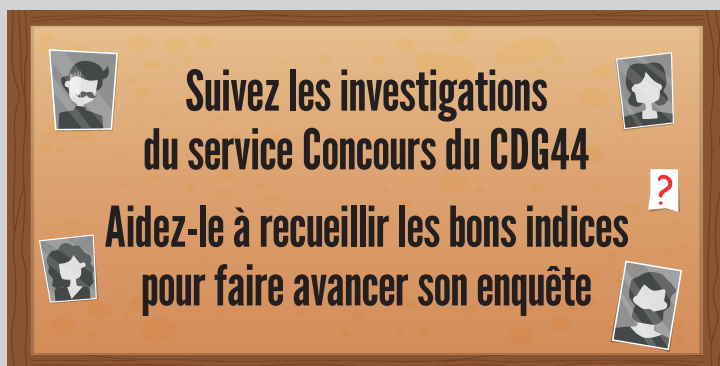 Suivez les investigations
du service Concours du CDG44
?
Aidez-le à recueillir les bons indices
pour faire avancer son enquête